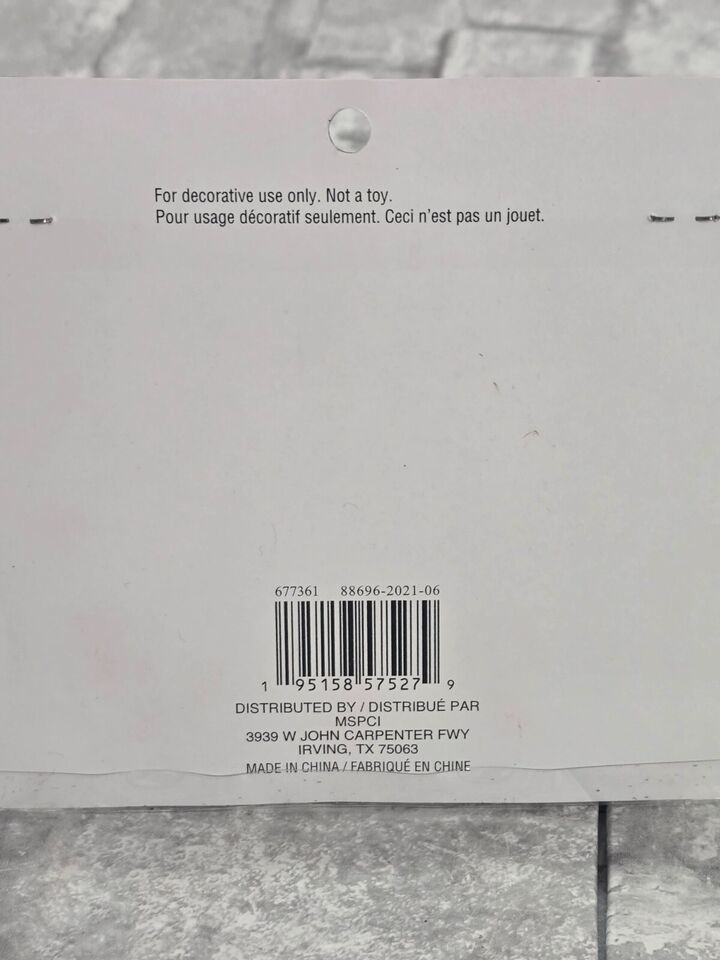 For decorative use only. Not a toy.
Pour usage décoratif seulement. Ceci n'est pas un jouet.
677361 88696-2021-06
1 95158 57527 9
DISTRIBUTED BY / DISTRIBUÉ PAR
MSPCI
3939 W JOHN CARPENTER FWY
IRVING, TX 75063
MADE IN CHINA / FABRIQUÉ EN CHINE